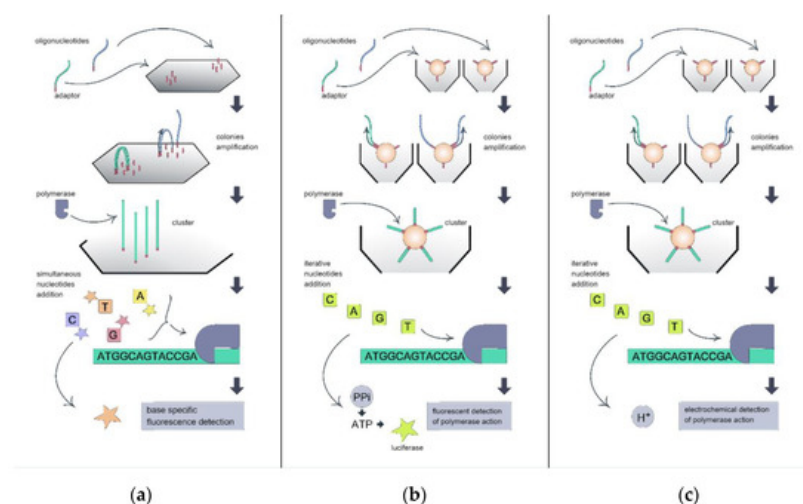 oligonucleotides
adaptor
colonies
amplification
polymerase
cluster
simultaneous
nucleotides
addition
C
T
A
G
ATGGCAGTACCGA
base specific
fluorescence detection
(a)
oligonucleotides
adaptor
colonies
amplification
polymerase
cluster
iterative
nucleotides
addition
C
A
G
T
ATGGCAGTACCGA
PPi
ATP
luciferase
fluorescent detection
of polymerase action
(b)
oligonucleotides
adaptor
colonies
amplification
polymerase
cluster
iterative
nucleotides
addition
C
A
G
T
ATGGCAGTACCGA
H+
electrochemical detection
of polymerase action
(c)